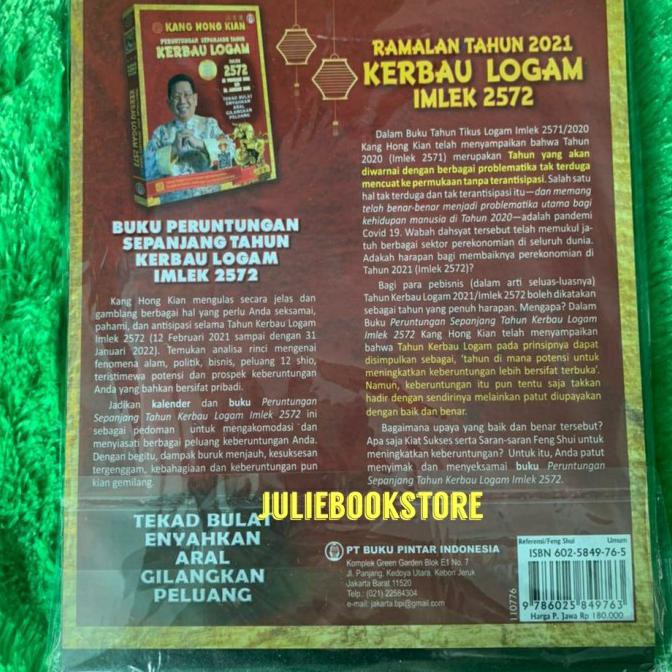 KANG HONG KIAN
PERUNTUNGAN SEPANJANG TAHUN
KERBAU LOGAM
IMLEK
2572
TEKAD BULAT
ENYAHKAN
ARAL
GILANGKAN
PELUANG
KERBAU LOGAM 2572
BUKU PERUNTUNGAN
SEPANJANG TAHUN
KERBAU LOGAM
IMLEK 2572
Kang Hong Kian mengulas secara jelas dan
gamblang berbagai hal yang perlu Anda seksamai,
pahami, dan antisipasi selama Tahun Kerbau Logam
Imlek 2572 (12 Februari 2021 sampai dengan 31
Januari 2022). Temukan analisa rinci mengenai
fenomena alam, politik, bisnis, peluang 12 shio,
teristimewa potensi dan prospek keberuntungan
Anda yang bahkan bersifat pribadi.
Jadikan kalender dan buku Peruntungan
Sepanjang Tahun Kerbau Logam Imlek 2572 ini
sebagai pedoman untuk mengakomodasi dan
menyiasati berbagai peluang keberuntungan Anda.
Dengan begitu, dampak buruk menjauh, kesuksesan
tergenggam, kebahagiaan dan keberuntungan pun
kian gemilang.
TEKAD BULAT
ENYAHKAN
ARAL
GILANGKAN
PELUANG
RAMALAN TAHUN 2021
KERBAU LOGAM
IMLEK 2572
Dalam Buku Tahun Tikus Logam Imlek 2571/2020
Kang Hong Kian telah menyampaikan bahwa Tahun
2020 (Imlek 2571) merupakan Tahun yang akan
diwarnai dengan berbagai problematika tak terduga
mencuat ke permukaan tanpa terantisipasi. Salah satu
hal tak terduga dan tak terantisipasi itu—dan memang
telah benar-benar menjadi problematika utama bagi
kehidupan manusia di Tahun 2020—adalah pandemi
Covid 19. Wabah dahsyat tersebut telah memukul ja-
tuh berbagai sektor perekonomian di seluruh dunia.
Adakah harapan bagi membaiknya perekonomian di
Tahun 2021 (Imlek 2572)?
Bagi para pebisnis (dalam arti seluas-luasnya)
Tahun Kerbau Logam 2021/Imlek 2572 boleh dikatakan
sebagai tahun yang penuh harapan. Mengapa? Dalam
Buku Peruntungan Sepanjang Tahun Kerbau Logam
Imlek 2572 Kang Hong Kian telah menyampaikan
bahwa Tahun Kerbau Logam pada prinsipnya dapat
disimpulkan sebagai, 'tahun di mana potensi untuk
meningkatkan keberuntungan lebih bersifat terbuka'.
Namun, keberuntungan itu pun tentu saja takkan
hadir dengan sendirinya melainkan patut diupayakan
dengan baik dan benar.
Bagaimana upaya yang baik dan benar tersebut?
Apa saja Kiat Sukses serta Saran-saran Feng Shui untuk
meningkatkan keberuntungan? Untuk itu, Anda patut
menyimak dan menyeksamai buku Peruntungan
Sepanjang Tahun Kerbau Logam Imlek 2572.
JULIEBOOKSTORE
PT BUKU PINTAR INDONESIA
Komplek Green Garden Blok E1 No. 7
Jl. Panjang, Kedoya Utara, Kebon Jeruk
Jakarta Barat 11520
Telp.: (021) 22584304
e-mail: jakarta.bpi@gmail.com
110776
Referensi/Feng Shui Umum
ISBN 602-5849-76-5
9 786025 849763
Harga P. Jawa Rp 180.000